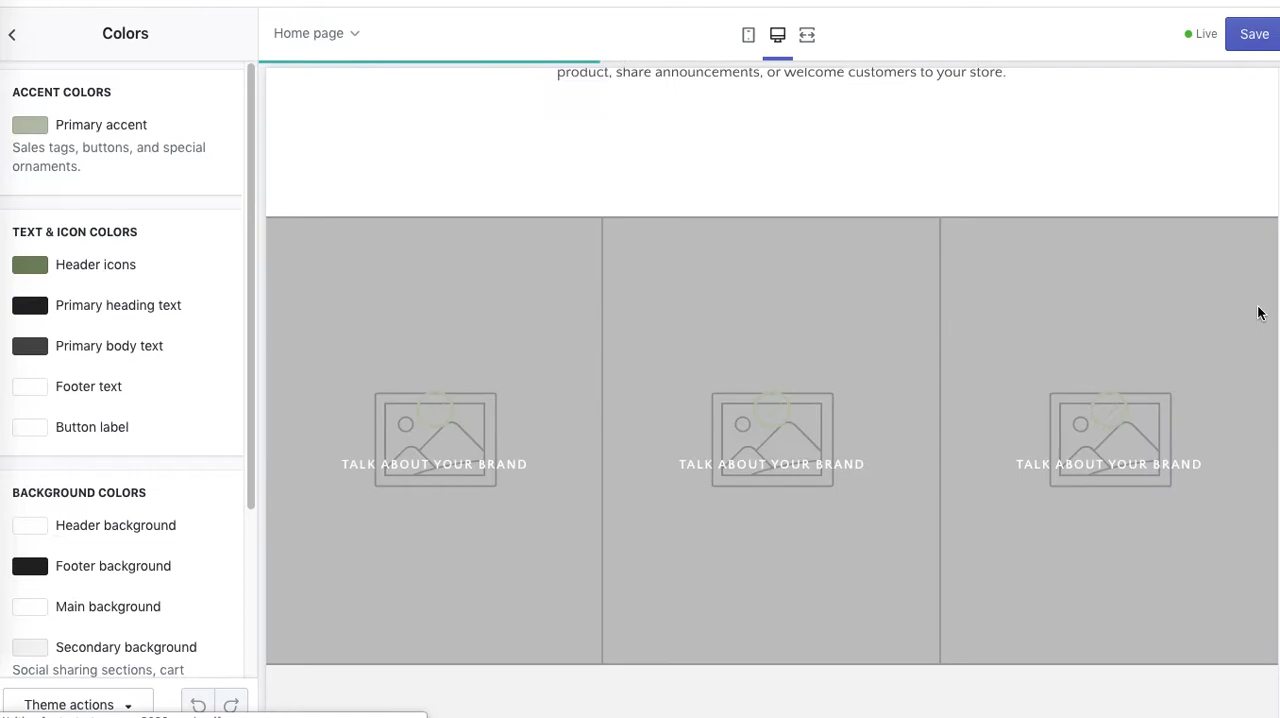 Colors
Home page
Live
Save
ACCENT COLORS
Primary accent
Sales tags, buttons, and special
ornaments.
TEXT & ICON COLORS
Header icons
Primary heading text
Primary body text
Footer text
Button label
BACKGROUND COLORS
Header background
Footer background
Main background
Secondary background
Social sharing sections, cart
Theme actions
product, share announcements, or welcome customers to your store.
TALK ABOUT YOUR BRAND
TALK ABOUT YOUR BRAND
TALK ABOUT YOUR BRAND